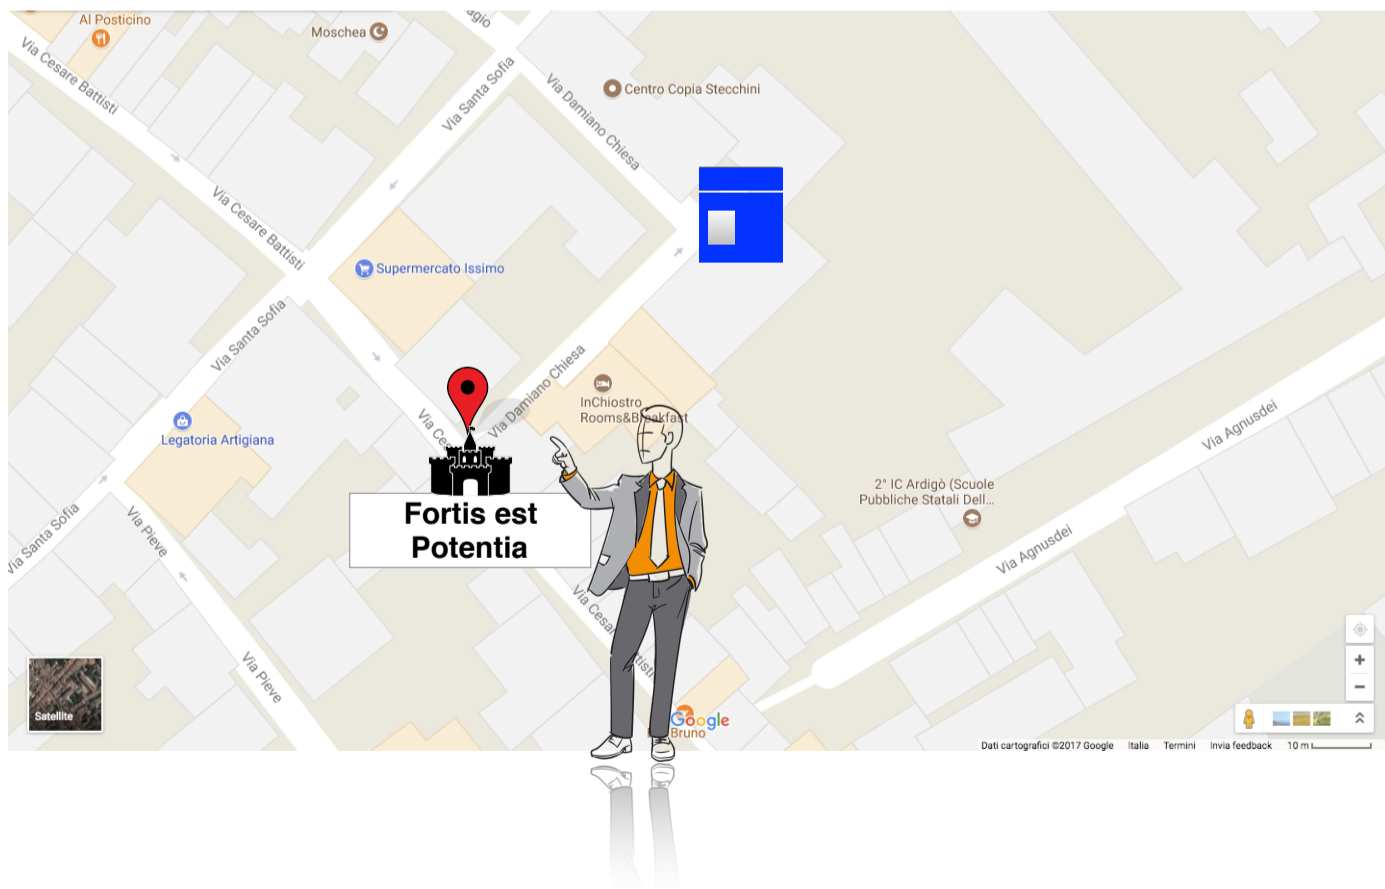 Al Posticino
Moschea
Via Cesare Battisti
Via Santa Sofia
Via Damiano Chiesa
Centro Copia Stecchini
Via Cesare Battisti
Supermercato Issimo
Via Santa Sofia
Via Damiano Chiesa
InChiostro
Rooms&Breakfast
Legatoria Artigiana
Via Agnusdei
2° IC Ardigò (Scuole
Pubbliche Statali Dell...
Fortis est
Potentia
Via Santa Sofia
Via Pieve
Via Agnusdei
Via Pieve
Satellite
Google
Bruno
Dati cartografici ©2017 Google Italia Termini Invia feedback 10 m